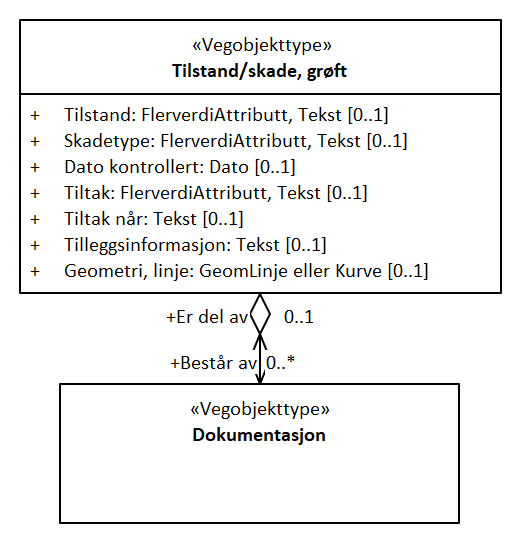 «Vegobjekttype»
Tilstand/skade, grøft
+ Tilstand: FlerverdiAttributt, Tekst [0..1]
+ Skadetype: FlerverdiAttributt, Tekst [0..1]
+ Dato kontrollert: Dato [0..1]
+ Tiltak: FlerverdiAttributt, Tekst [0..1]
+ Tiltak når: Tekst [0..1]
+ Tilleggsinformasjon: Tekst [0..1]
+ Geometri, linje: GeomLinje eller Kurve [0..1]
+Er del av 0..1
+Består av 0..*
«Vegobjekttype»
Dokumentasjon